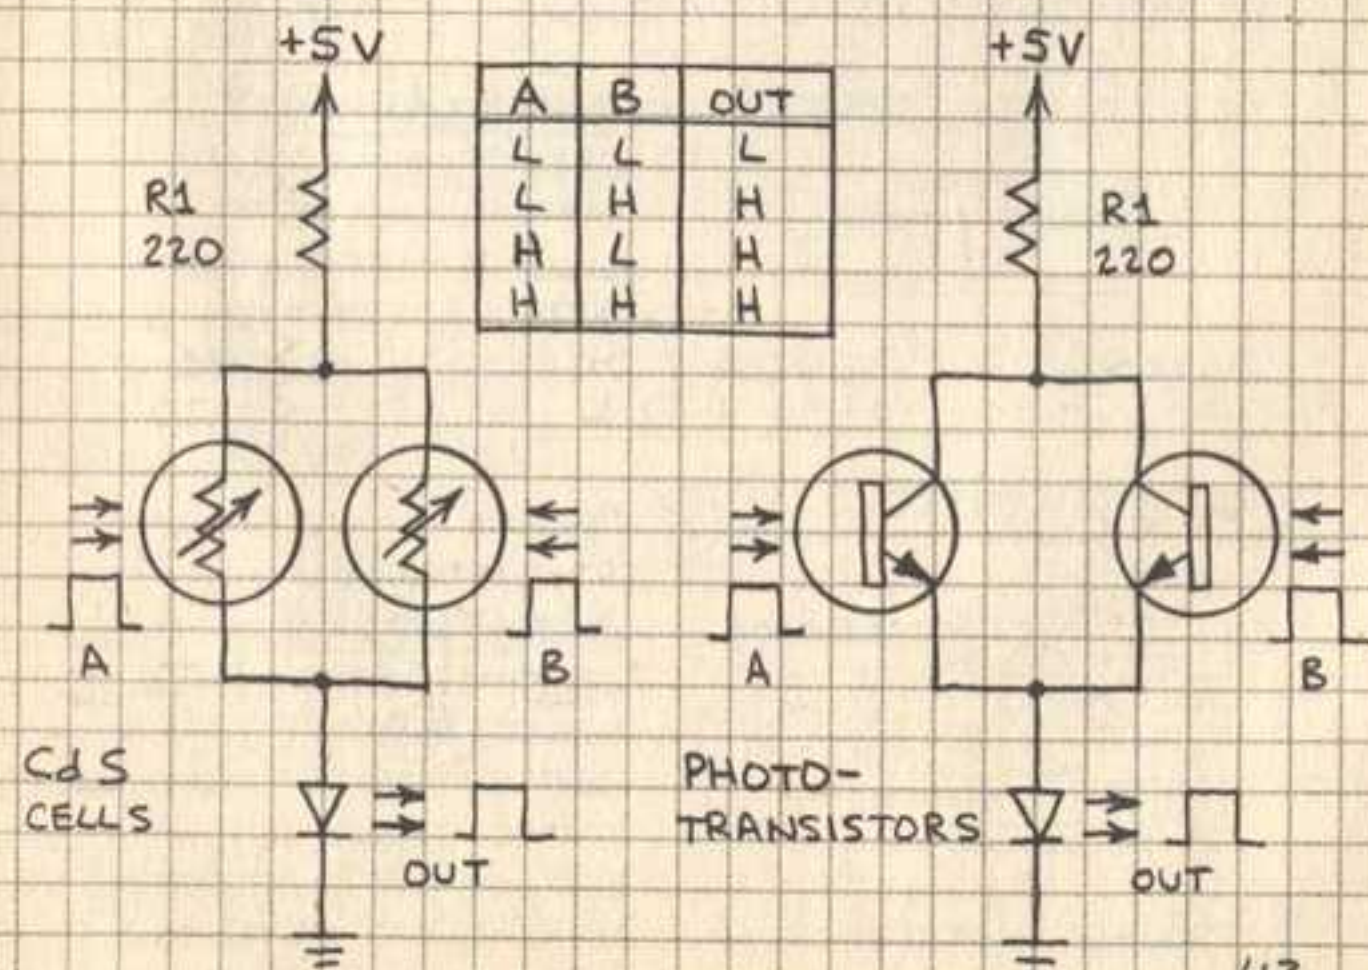 +5V
+5V
A B OUT
L L L
L H H
H L H
H H H
R1
220
R1
220
A
B
A
B
CdS
CELLS
OUT
PHOTO-
TRANSISTORS
OUT